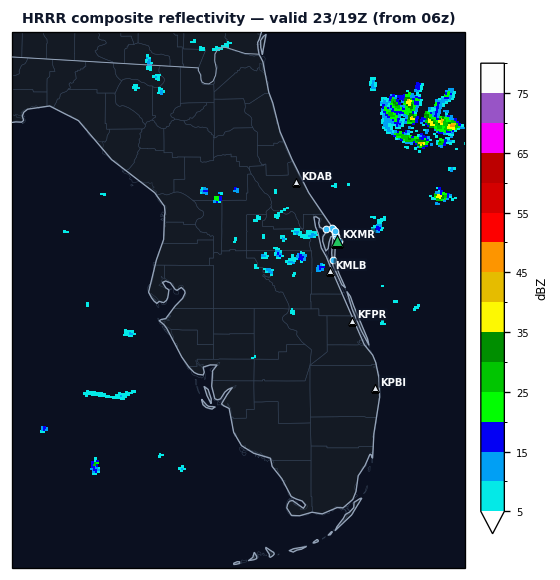 HRRR composite reflectivity — valid 23/19Z (from 06z)
KDAB
KXMR
KMLB
KFPR
KPBI
75
65
55
45
35
25
15
5
dBZ